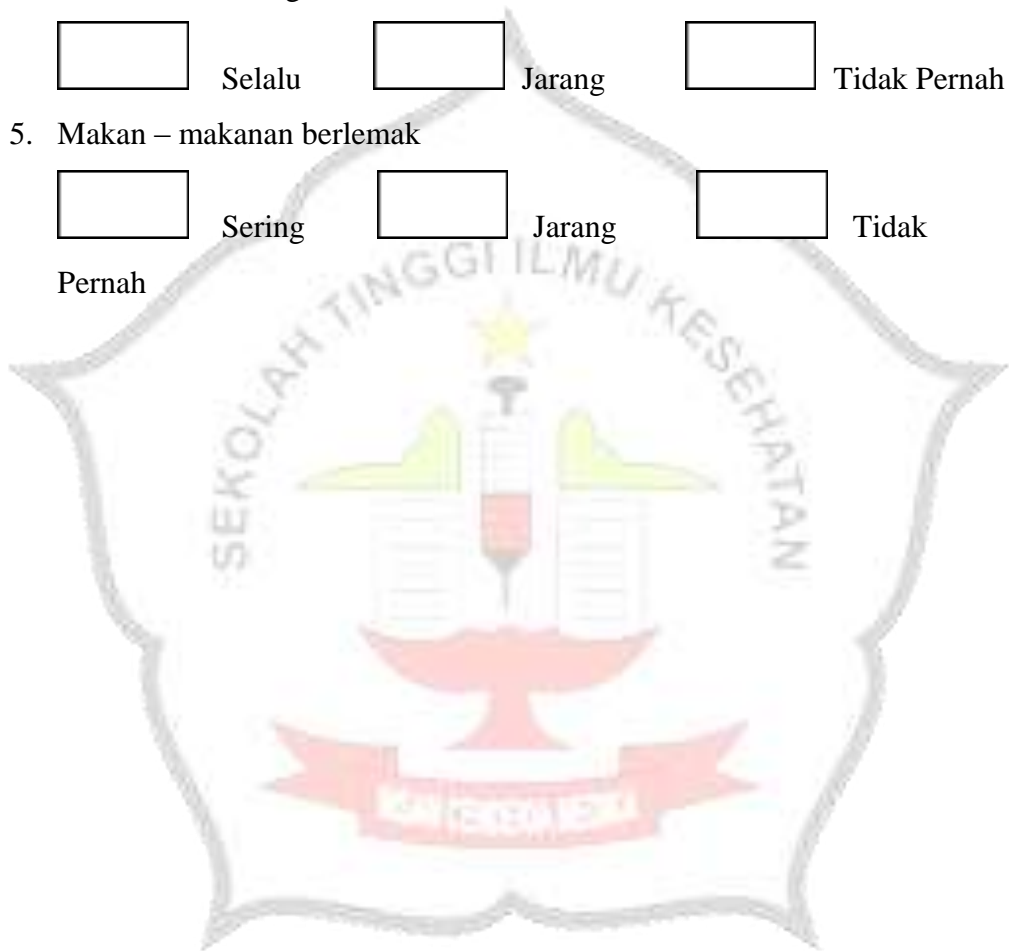 Selalu Jarang Tidak Pernah
5. Makan – makanan berlemak
Sering Jarang Tidak
Pernah
SEKOLAH TINGGI ILMU KESEHATAN